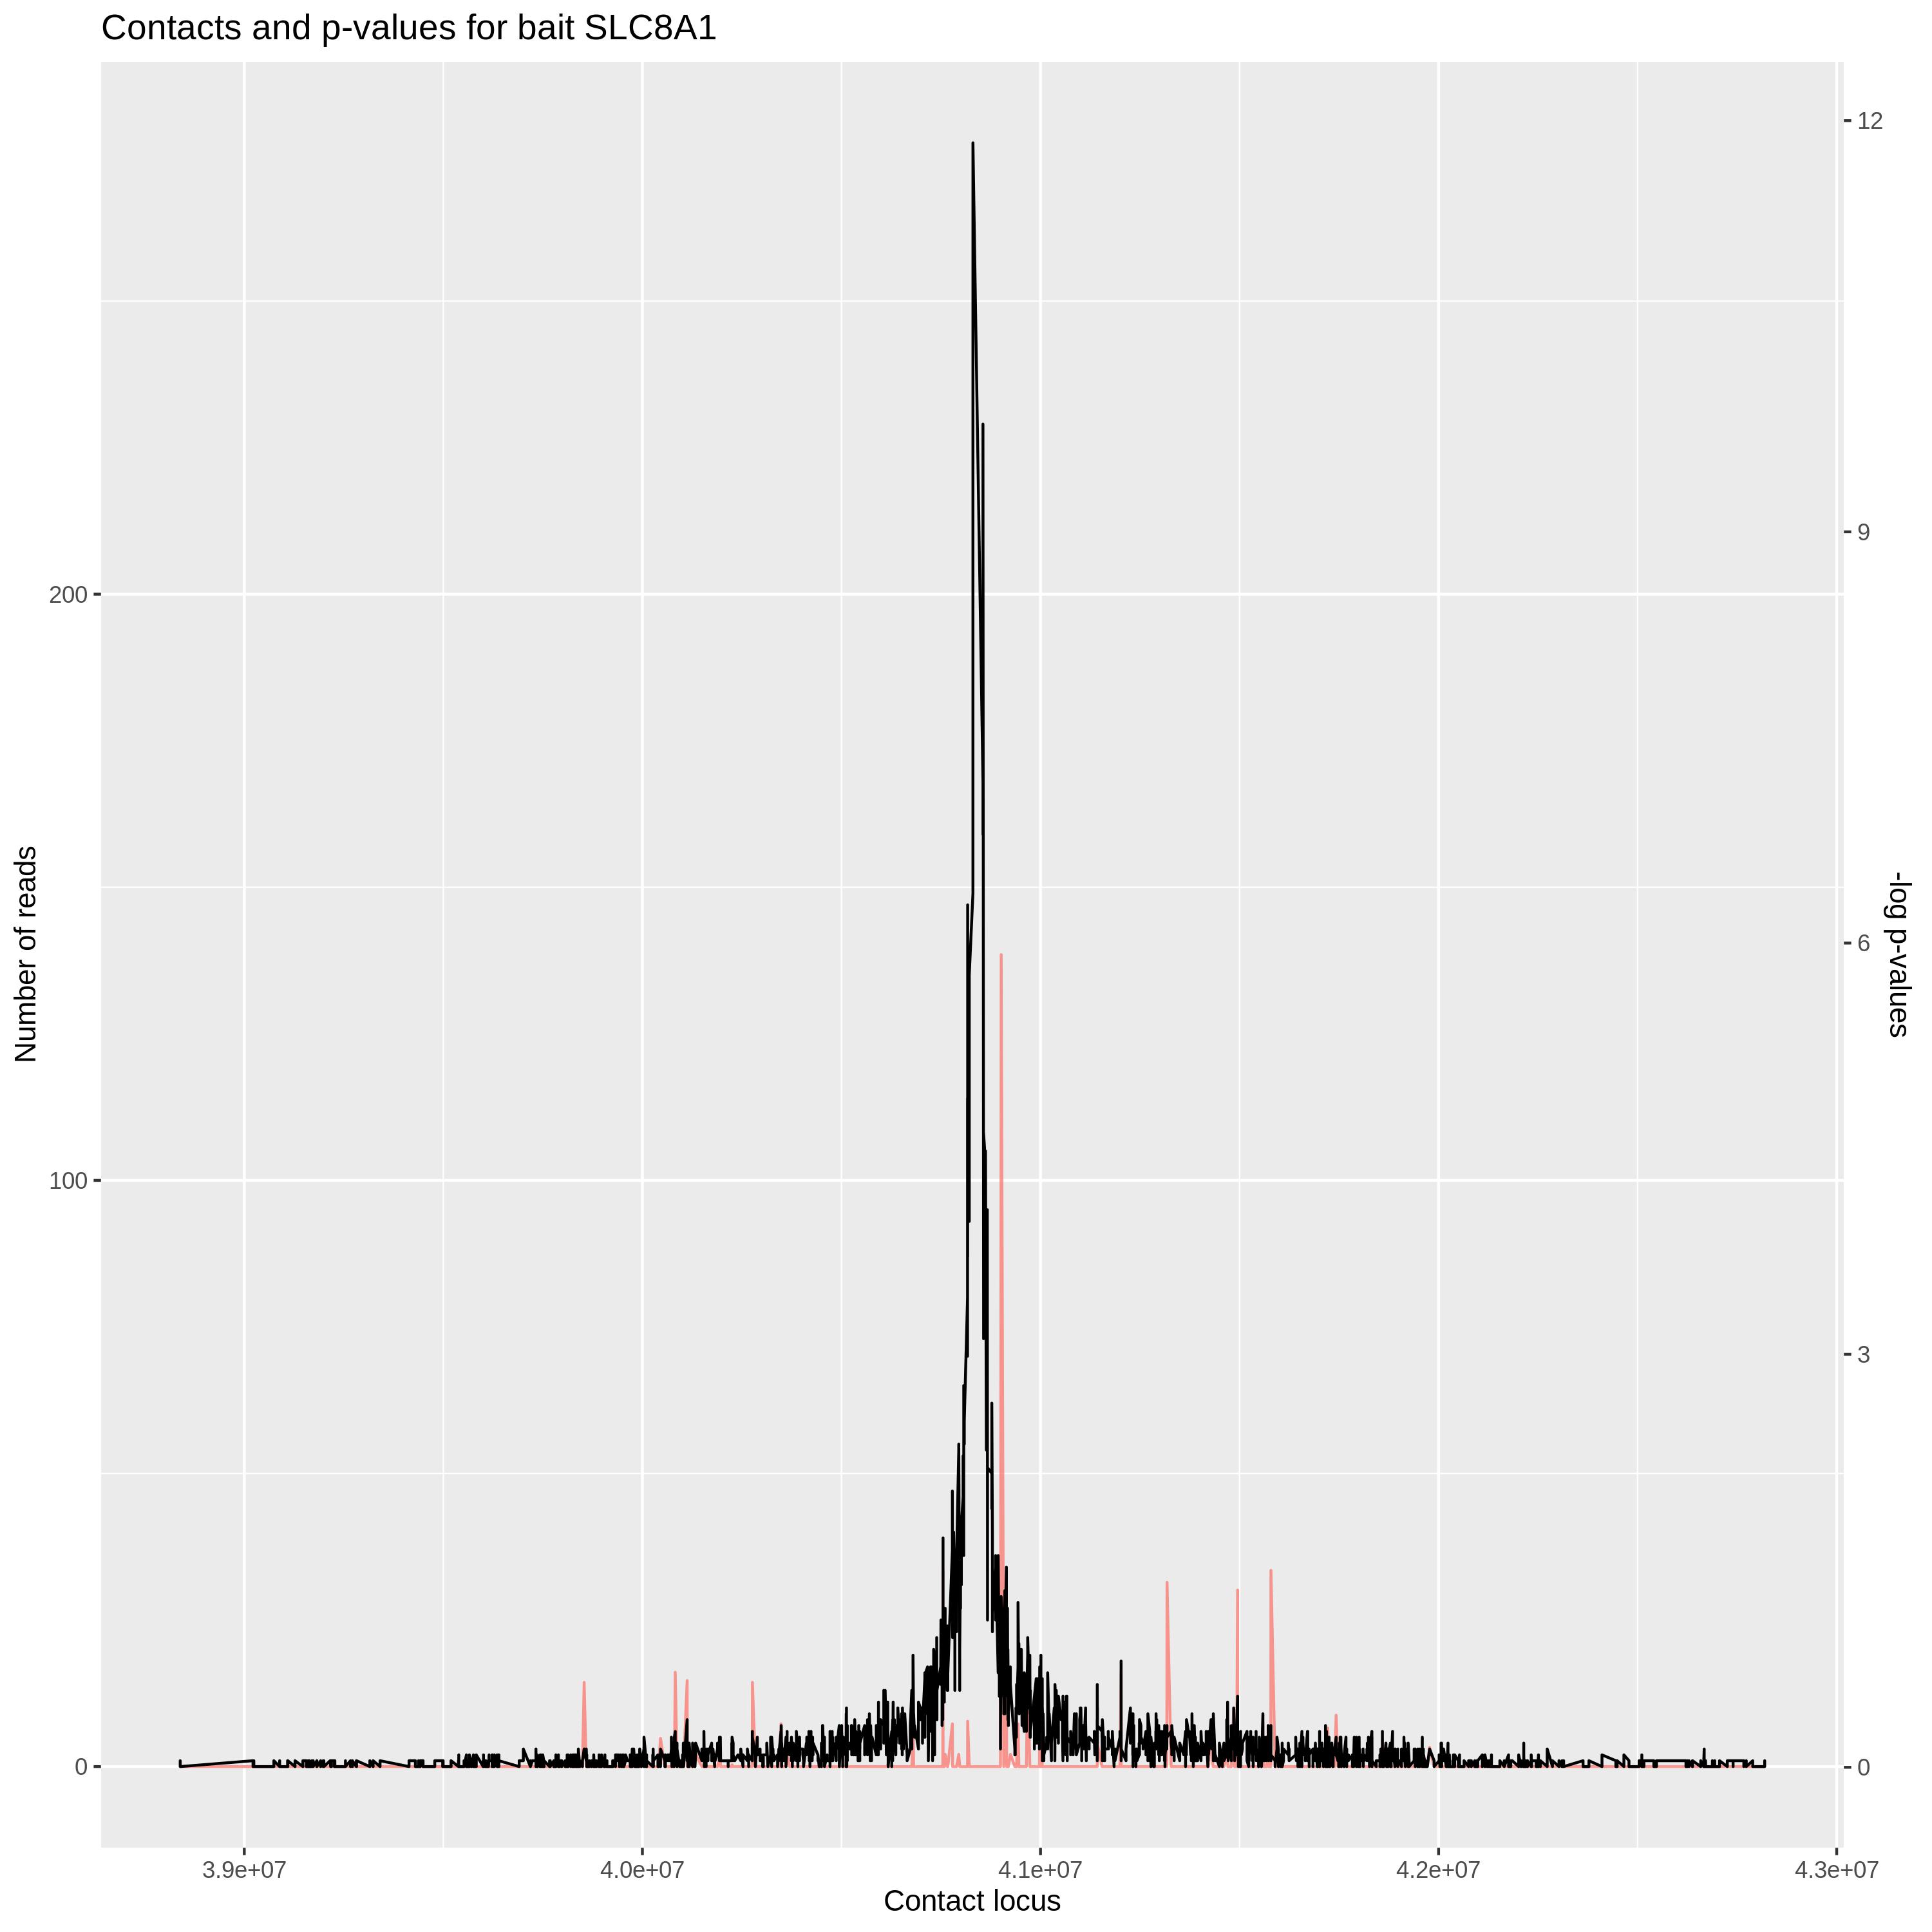 Contacts and p-values for bait SLC8A1
Number of reads
200
100
0
12
9
6
3
0
-log p-values
3.9e+07
4.0e+07
4.1e+07
4.2e+07
4.3e+07
Contact locus